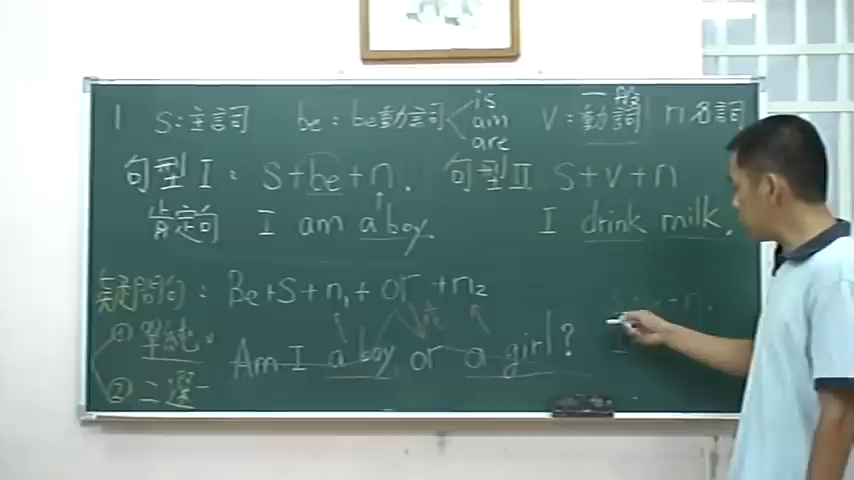 1 S:主詞 be:be動詞 is am are V:一般動詞 n名詞
句型I: S+be+n. 句型II S+V+n
肯定句 I am a boy. I drink milk.
疑問句: Be+S+n₁+or+n₂
①單純
Am I a boy or a girl?
②二選一